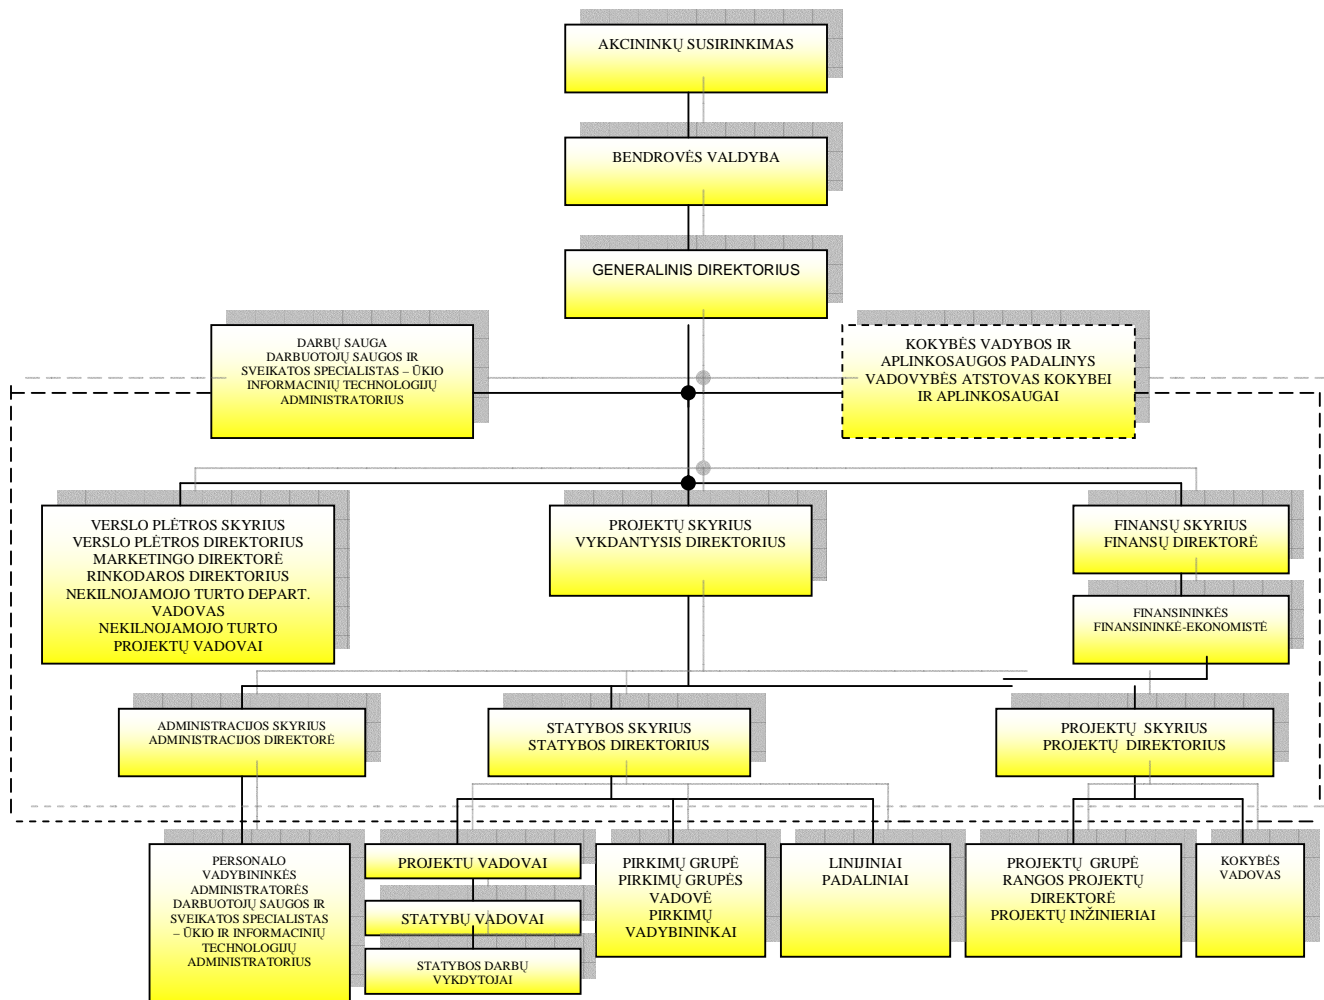 AKCININKŲ SUSIRINKIMAS
BENDROVĖS VALDYBA
GENERALINIS DIREKTORIUS
DARBŲ SAUGA
DARBUOTOJŲ SAUGOS IR
SVEIKATOS SPECIALISTAS – ŪKIO
INFORMACINIŲ TECHNOLOGIJŲ
ADMINISTRATORIUS
KOKYBĖS VADYBOS IR
APLINKOSAUGOS PADALINYS
VADOVYBĖS ATSTOVAS KOKYBEI
IR APLINKOSAUGAI
VERSLO PLĖTROS SKYRIUS
VERSLO PLĖTROS DIREKTORIUS
MARKETINGO DIREKTORĖ
RINKODAROS DIREKTORIUS
NEKILNOJAMOJO TURTO DEPART.
VADOVAS
NEKILNOJAMOJO TURTO
PROJEKTŲ VADOVAI
PROJEKTŲ SKYRIUS
VYKDANTYSIS DIREKTORIUS
FINANSŲ SKYRIUS
FINANSŲ DIREKTORĖ
FINANSININKĖS
FINANSININKĖ-EKONOMISTĖ
ADMINISTRACIJOS SKYRIUS
ADMINISTRACIJOS DIREKTORĖ
STATYBOS SKYRIUS
STATYBOS DIREKTORIUS
PROJEKTŲ SKYRIUS
PROJEKTŲ DIREKTORIUS
PERSONALO
VADYBININKĖS
ADMINISTRATORĖS
DARBUOTOJŲ SAUGOS IR
SVEIKATOS SPECIALISTAS
– ŪKIO IR INFORMACINIŲ
TECHNOLOGIJŲ
ADMINISTRATORIUS
PROJEKTŲ VADOVAI
STATYBŲ VADOVAI
STATYBOS DARBŲ
VYKDYTOJAI
PIRKIMŲ GRUPĖ
PIRKIMŲ GRUPĖS
VADOVĖ
PIRKIMŲ
VADYBININKAI
LINIJINIAI
PADALINIAI
PROJEKTŲ GRUPĖ
RANGOS PROJEKTŲ
DIREKTORĖ
PROJEKTŲ INŽINIERIAI
KOKYBĖS
VADOVAS